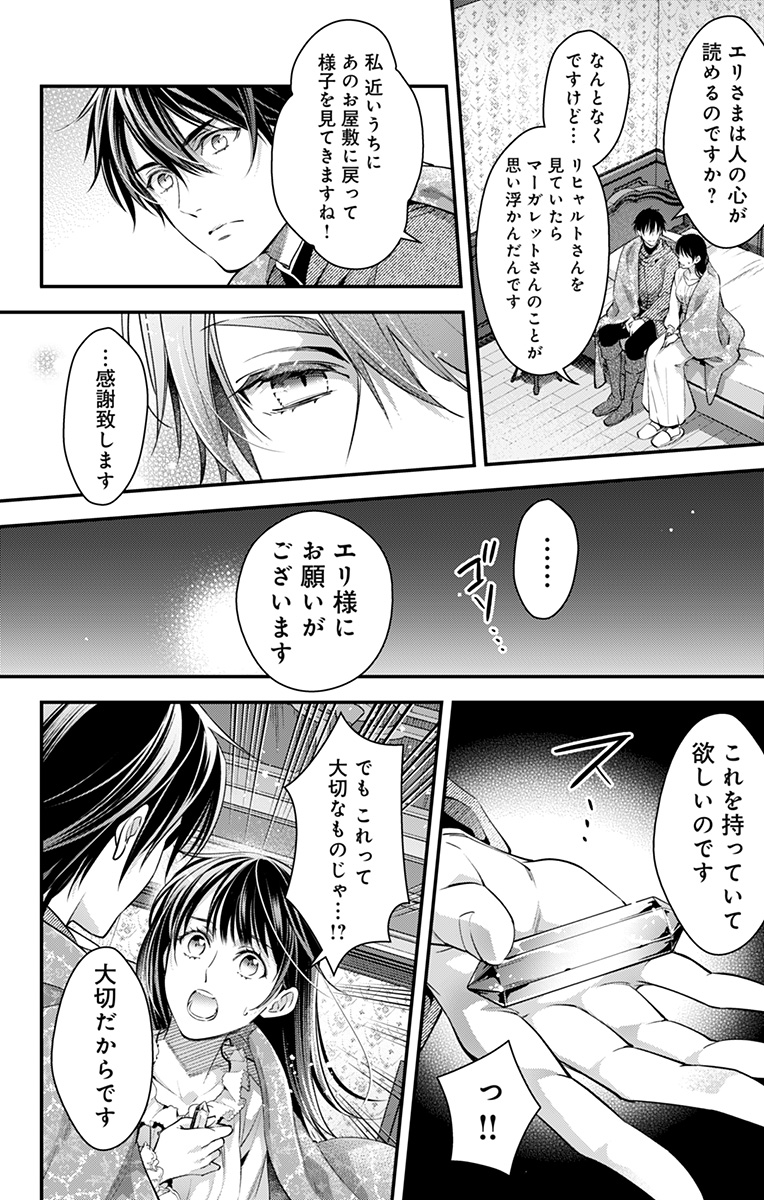 エリさまは人の心が
読めるのですか?
なんとなく
ですけど…
リヒャルトさんを
見ていたら
マーガレットさんのことが
思い浮かんだんです
私 近いうちに
あのお屋敷に戻って
様子を見てきますね!
…感謝致します
……
エリ様に
お願いが
ございます
これを持っていて
欲しいのです
っ!!
でも これって
大切なものじゃ…!?
大切だからです